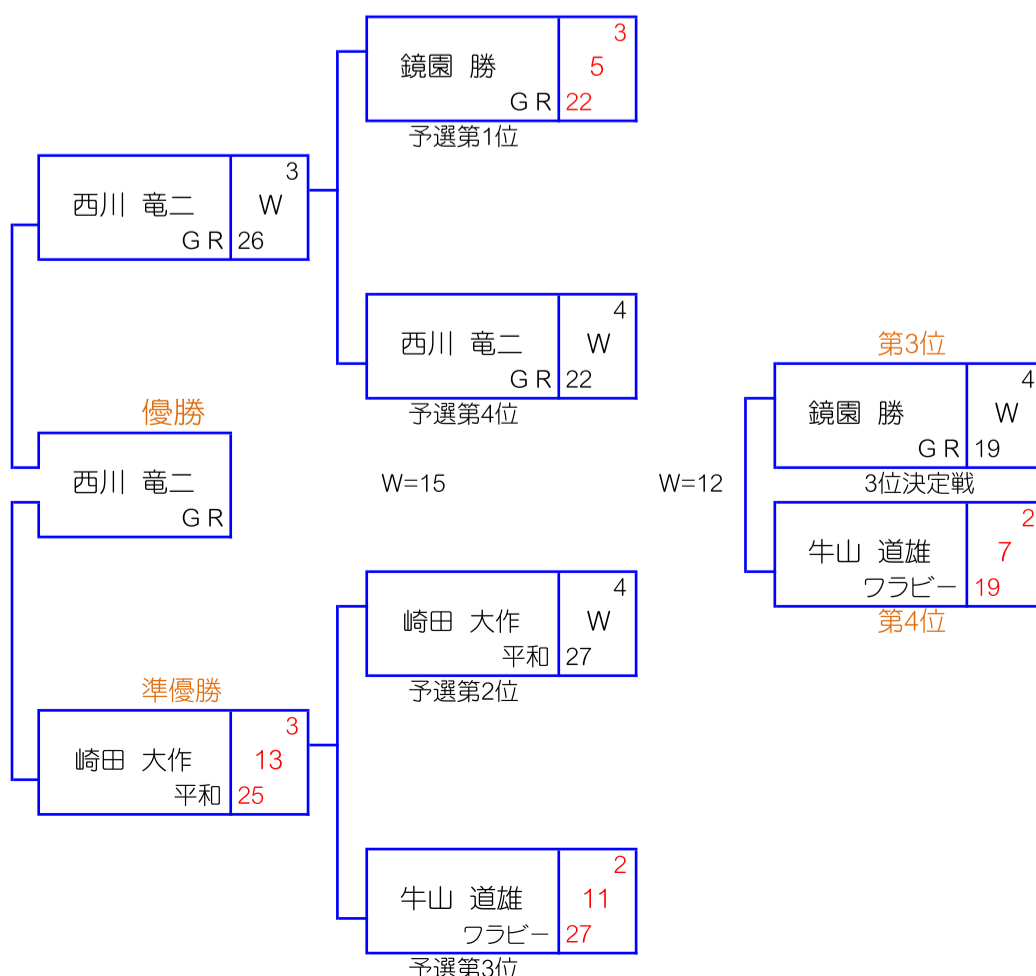 鏡園 勝
3
5
G R 22
予選第1位
西川 竜二
3
W
G R 26
西川 竜二
4
W
G R 22
予選第4位
優勝
西川 竜二
G R
W=15
W=12
第3位
鏡園 勝
4
W
G R 19
3位決定戦
牛山 道雄
2
7
ワラビー 19
第4位
崎田 大作
4
W
平和 27
予選第2位
準優勝
崎田 大作
3
13
平和 25
牛山 道雄
2
11
ワラビー 27
予選第3位